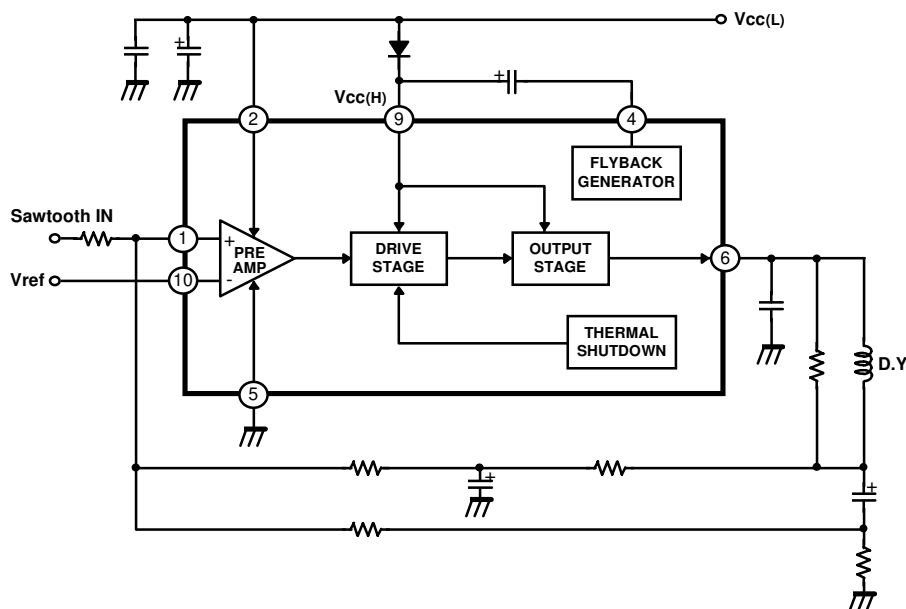 Vcc(L)
+
+
Vcc(H)
2
9
4
FLYBACK
GENERATOR
Sawtooth IN
1
+
PRE
AMP
-
DRIVE
STAGE
OUTPUT
STAGE
6
Vref
10
THERMAL
SHUTDOWN
D.Y
5
+
+